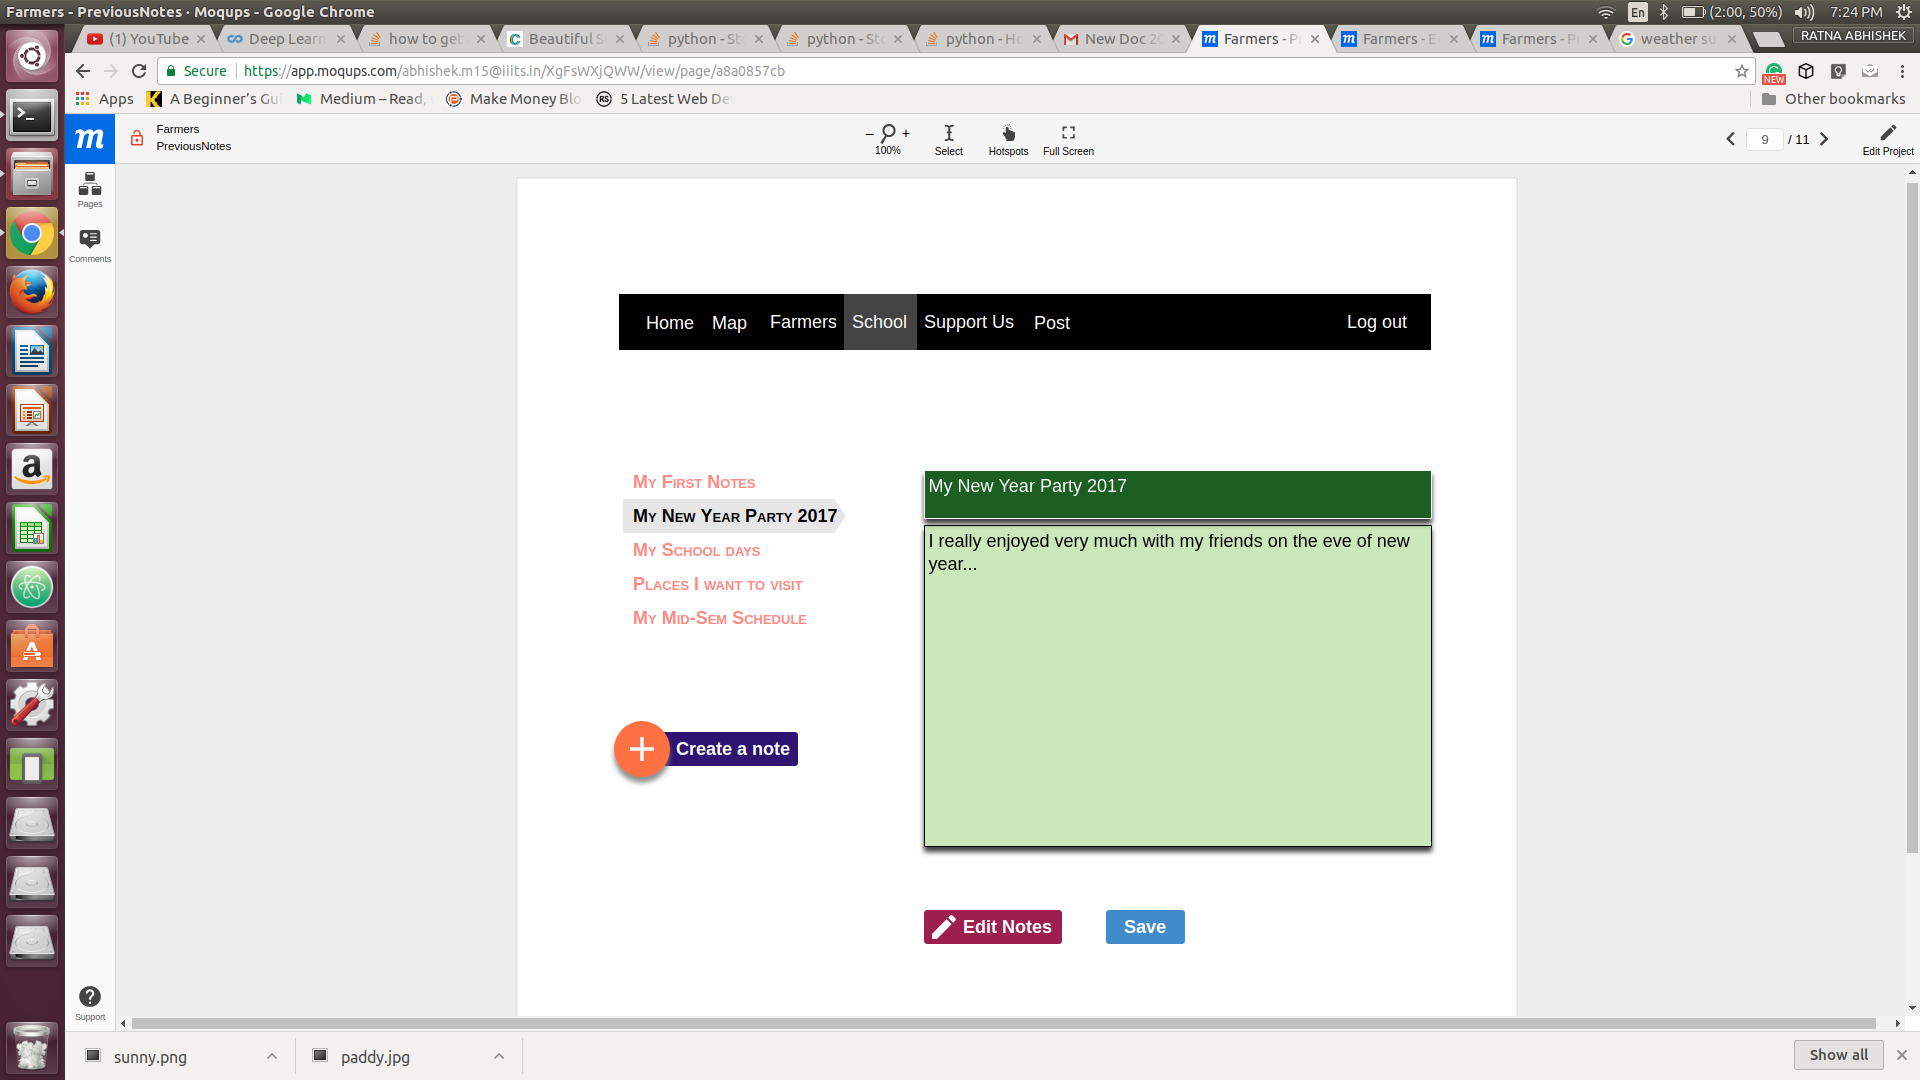 Farmers - PreviousNotes · Moqups - Google Chrome
En
(2:00, 50%)
7:24 PM
(1) YouTube
Deep Learn
how to get
Beautiful S
python - St
python - St
python - Ho
New Doc 20
Farmers - P
Farmers - E
Farmers - P
weather su
RATNA ABHISHEK
Secure
https://app.moqups.com/abhishek.m15@iiits.in/XgFsWXjQWW/view/page/a8a0857cb
NEW
Apps
A Beginner's Gui
Medium – Read,
Make Money Blo
RS
5 Latest Web De
Other bookmarks
m
Farmers
PreviousNotes
– +
100%
Select
Hotspots
Full Screen
9 / 11
Edit Project
Pages
Comments
Home
Map
Farmers
School
Support Us
Post
Log out
My First Notes
My New Year Party 2017
My School days
Places I want to visit
My Mid-Sem Schedule
My New Year Party 2017
I really enjoyed very much with my friends on the eve of new
year...
Create a note
Edit Notes
Save
Support
sunny.png
paddy.jpg
Show all